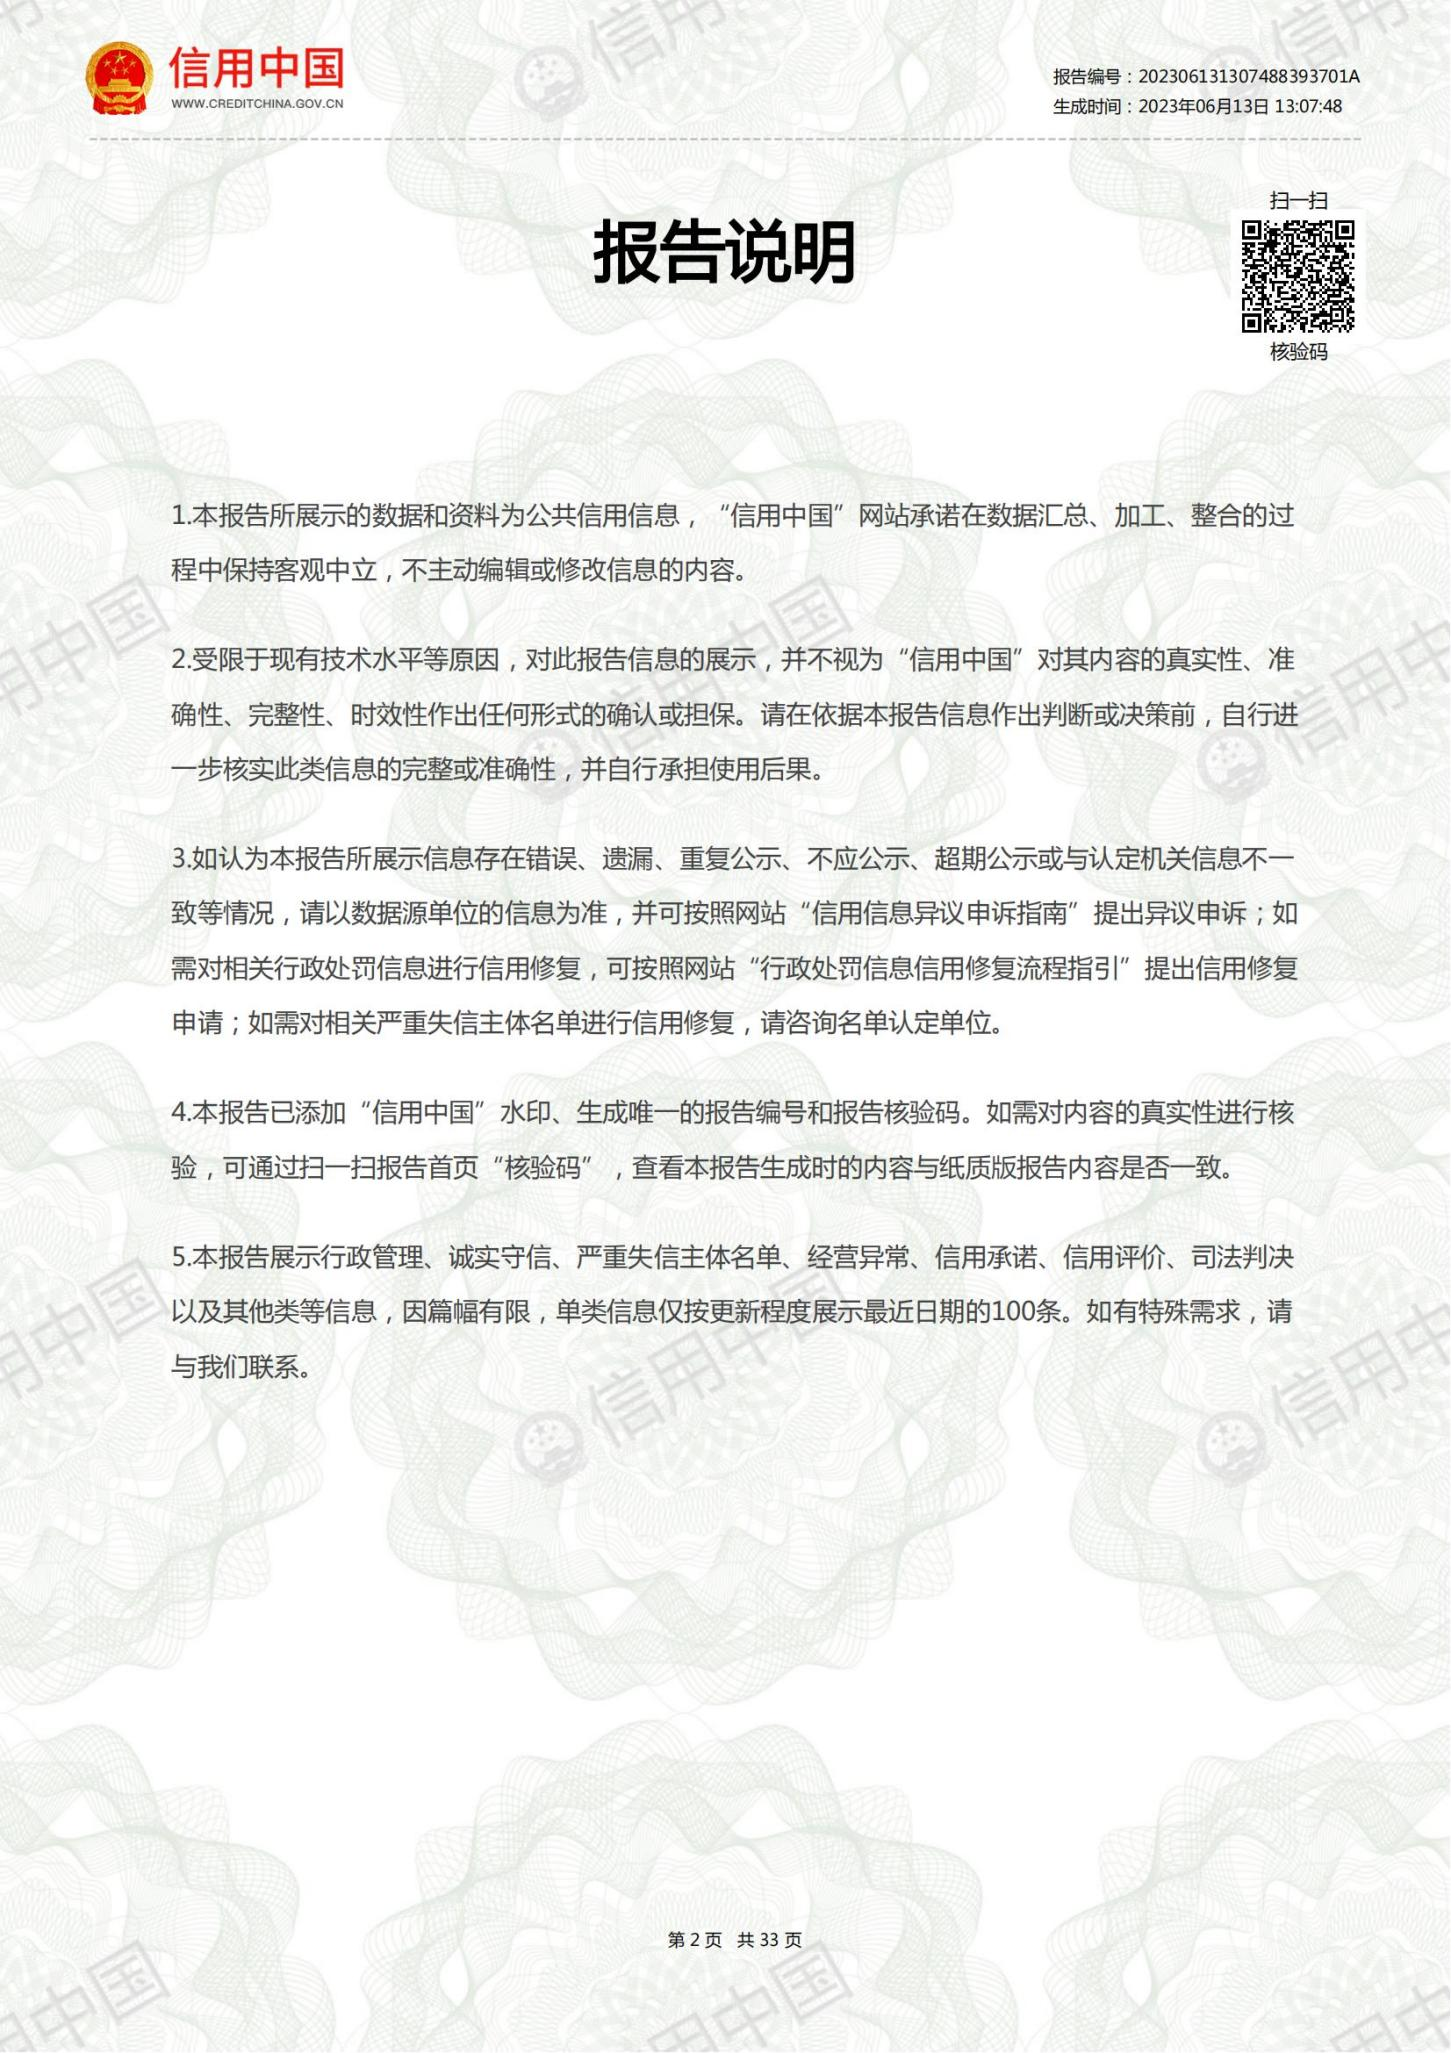 信用中国
WWW.CREDITCHINA.GOV.CN
报告编号：202306131307488393701A
生成时间：2023年06月13日 13:07:48
扫一扫
报告说明
核验码
1.本报告所展示的数据和资料为公共信用信息，“信用中国”网站承诺在数据汇总、加工、整合的过
程中保持客观中立，不主动编辑或修改信息的内容。
2.受限于现有技术水平等原因，对此报告信息的展示，并不视为“信用中国”对其内容的真实性、准
确性、完整性、时效性作出任何形式的确认或担保。请在依据本报告信息作出判断或决策前，自行进
一步核实此类信息的完整或准确性，并自行承担使用后果。
3.如认为本报告所展示信息存在错误、遗漏、重复公示、不应公示、超期公示或与认定机关信息不一
致等情况，请以数据源单位的信息为准，并可按照网站“信用信息异议申诉指南”提出异议申诉；如
需对相关行政处罚信息进行信用修复，可按照网站“行政处罚信息信用修复流程指引”提出信用修复
申请；如需对相关严重失信主体名单进行信用修复，请咨询名单认定单位。
4.本报告已添加“信用中国”水印、生成唯一的报告编号和报告核验码。如需对内容的真实性进行核
验，可通过扫一扫报告首页“核验码”，查看本报告生成时的内容与纸质版报告内容是否一致。
5.本报告展示行政管理、诚实守信、严重失信主体名单、经营异常、信用承诺、信用评价、司法判决
以及其他类等信息，因篇幅有限，单类信息仅按更新程度展示最近日期的100条。如有特殊需求，请
与我们联系。
第 2 页 共 33 页